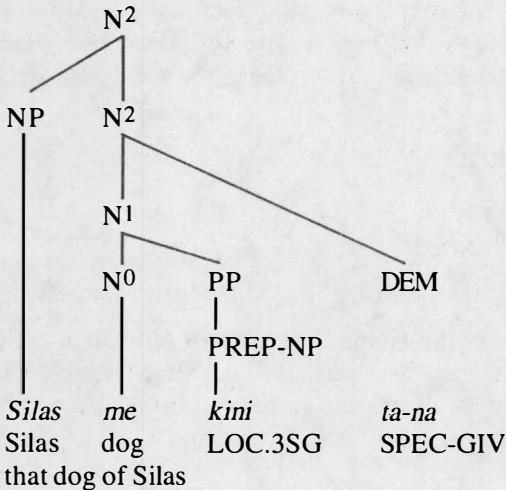 N²
NP N²
N¹
N⁰ PP DEM
PREP-NP
Silas me kini ta-na
Silas dog LOC.3SG SPEC-GIV
that dog of Silas